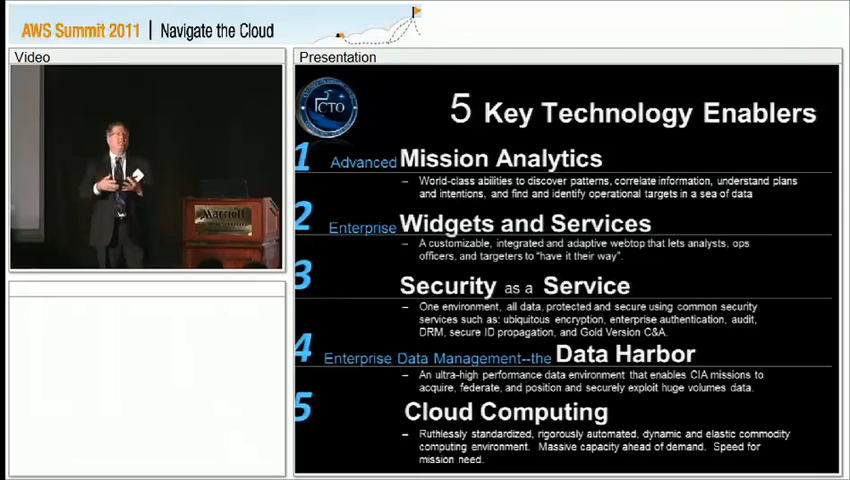 AWS Summit 2011 | Navigate the Cloud
Video
Marriott
Presentation
CTO
5 Key Technology Enablers
1 Advanced Mission Analytics
– World-class abilities to discover patterns, correlate information, understand plans
and intentions, and find and identify operational targets in a sea of data
2 Enterprise Widgets and Services
– A customizable, integrated and adaptive webtop that lets analysts, ops
officers, and targeters to “have it their way”.
3 Security as a Service
– One environment, all data, protected and secure using common security
services such as: ubiquitous encryption, enterprise authentication, audit,
DRM, secure ID propagation, and Gold Version C&A.
4 Enterprise Data Management--the Data Harbor
– An ultra-high performance data environment that enables CIA missions to
acquire, federate, and position and securely exploit huge volumes data.
5 Cloud Computing
– Ruthlessly standardized, rigorously automated, dynamic and elastic commodity
computing environment. Massive capacity ahead of demand. Speed for
mission need.